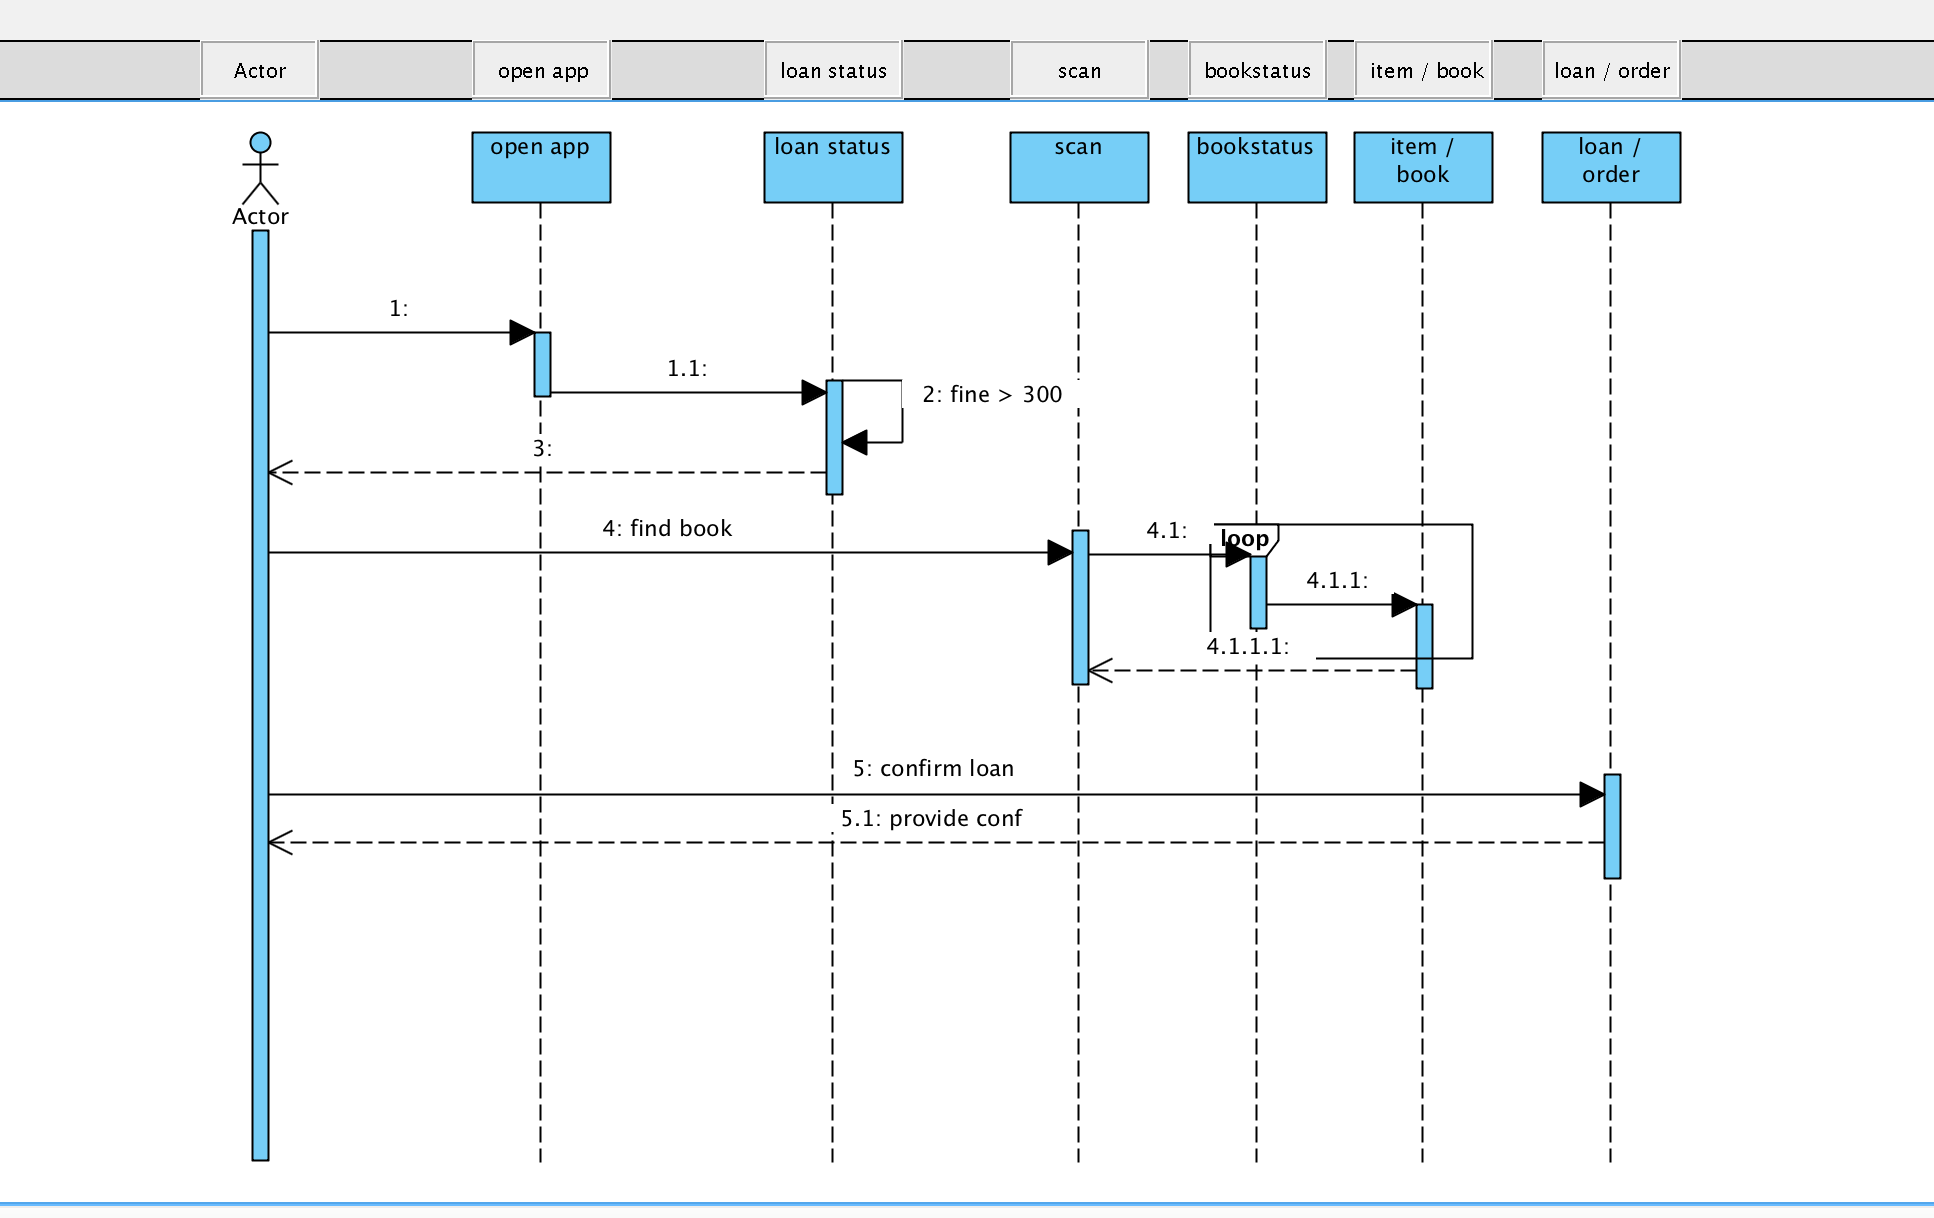 Actor
open app
loan status
scan
bookstatus
item / book
loan / order
open app
loan status
scan
bookstatus
item /
book
loan /
order
Actor
1:
1.1:
2: fine > 300
3:
4: find book
4.1:
loop
4.1.1:
4.1.1.1:
5: confirm loan
5.1: provide conf